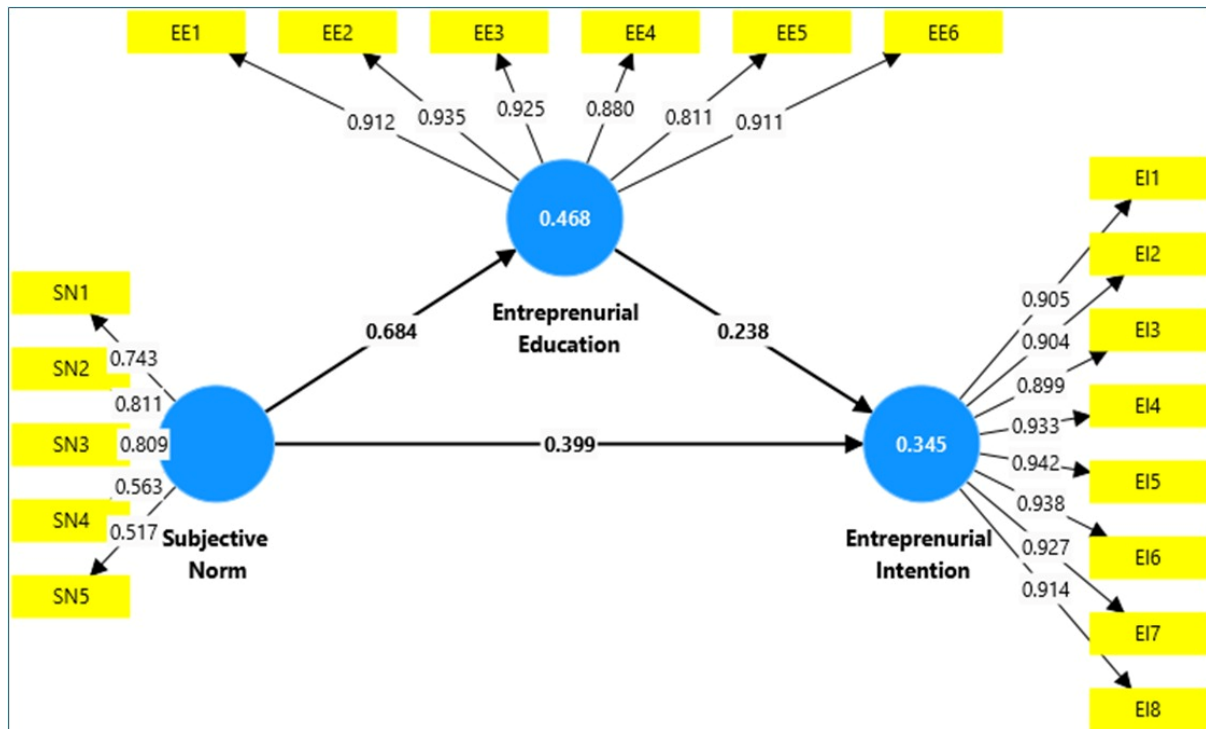 EE1 EE2 EE3 EE4 EE5 EE6
0.912 0.935 0.925 0.880 0.811 0.911
0.468
Entreprenurial
Education
SN1
SN2
SN3
SN4
SN5
0.743
0.811
0.809
0.563
0.517
Subjective
Norm
0.684
0.238
0.399
0.345
Entreprenurial
Intention
0.905
0.904
0.899
0.933
0.942
0.938
0.927
0.914
EI1
EI2
EI3
EI4
EI5
EI6
EI7
EI8